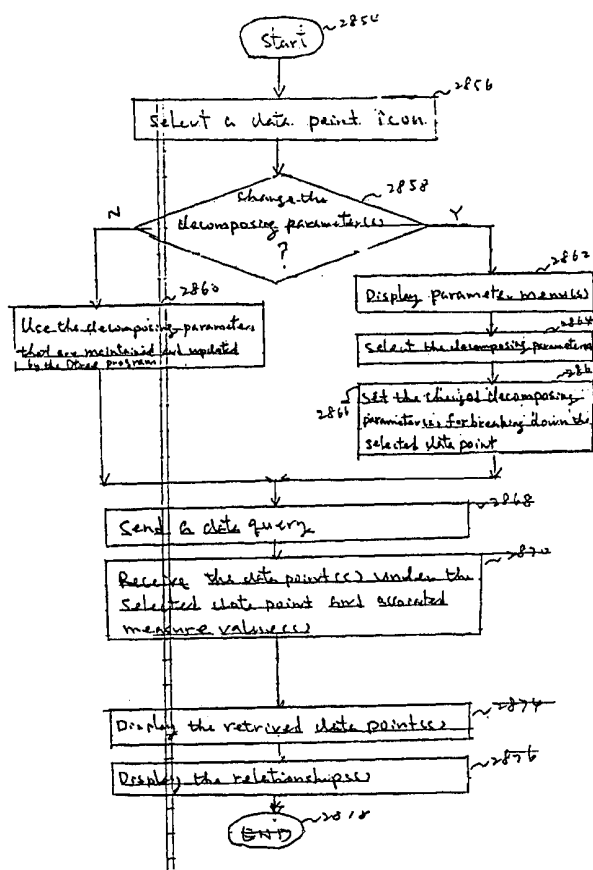 Start
2854
2856
Select a data point icon
Change the
2858
decomposing parameter(s)
?
N
Y
2860
2862
Use the decomposing parameters
that are maintained and updated
by the Dtree program
Display parameter menu(s)
2864
Select the decomposing parameters
286
2866
Set the changed decomposing
parameter(s) for breaking down the
selected data point
2868
Send a data query
2870
Receive the data point(s) under the
selected data point and associated
measure value(s)
2874
Display the retrived data point(s)
2876
Display the relationship(s)
END
2878